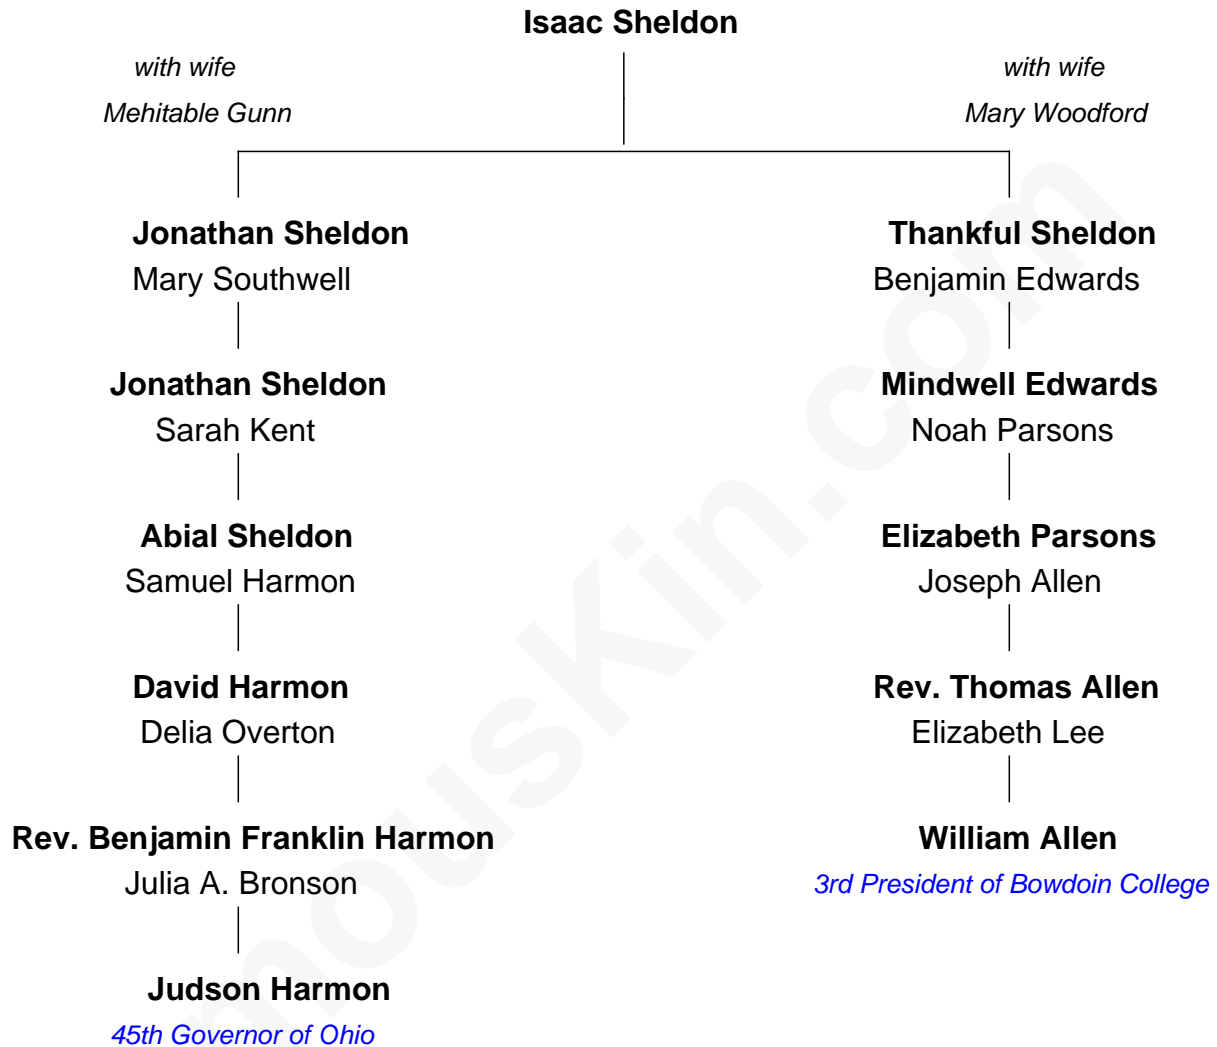 Isaac Sheldon
with wife
Mehitable Gunn
with wife
Mary Woodford
Jonathan Sheldon
Mary Southwell
Thankful Sheldon
Benjamin Edwards
Jonathan Sheldon
Sarah Kent
Mindwell Edwards
Noah Parsons
Abial Sheldon
Samuel Harmon
Elizabeth Parsons
Joseph Allen
David Harmon
Delia Overton
Rev. Thomas Allen
Elizabeth Lee
Rev. Benjamin Franklin Harmon
Julia A. Bronson
William Allen
3rd President of Bowdoin College
Judson Harmon
45th Governor of Ohio
mouskin.com